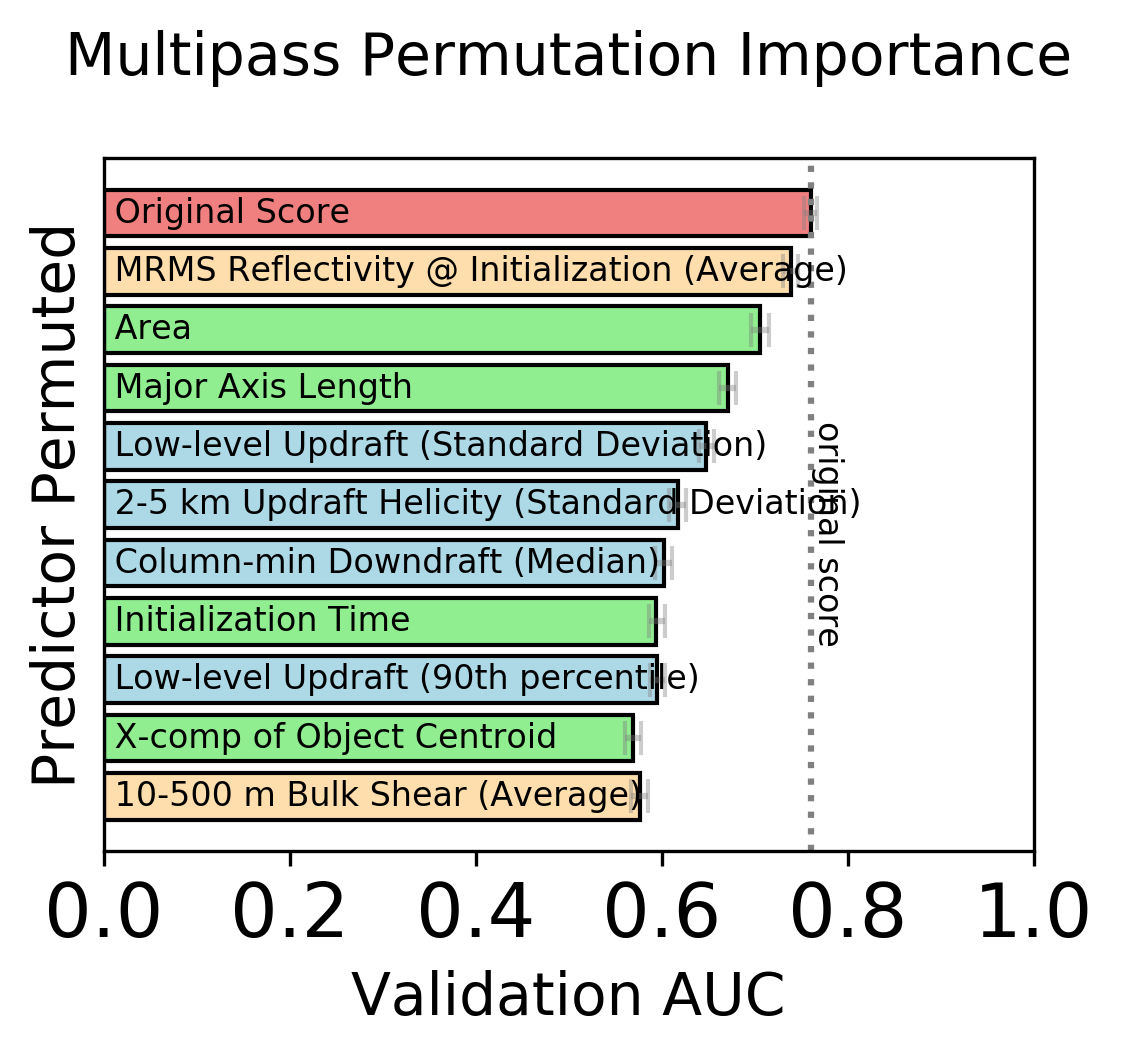 Multipass Permutation Importance
Predictor Permuted
Original Score
MRMS Reflectivity @ Initialization (Average)
Area
Major Axis Length
Low-level Updraft (Standard Deviation)
2-5 km Updraft Helicity (Standard Deviation)
Column-min Downdraft (Median)
Initialization Time
Low-level Updraft (90th percentile)
X-comp of Object Centroid
10-500 m Bulk Shear (Average)
original score
0.0 0.2 0.4 0.6 0.8 1.0
Validation AUC